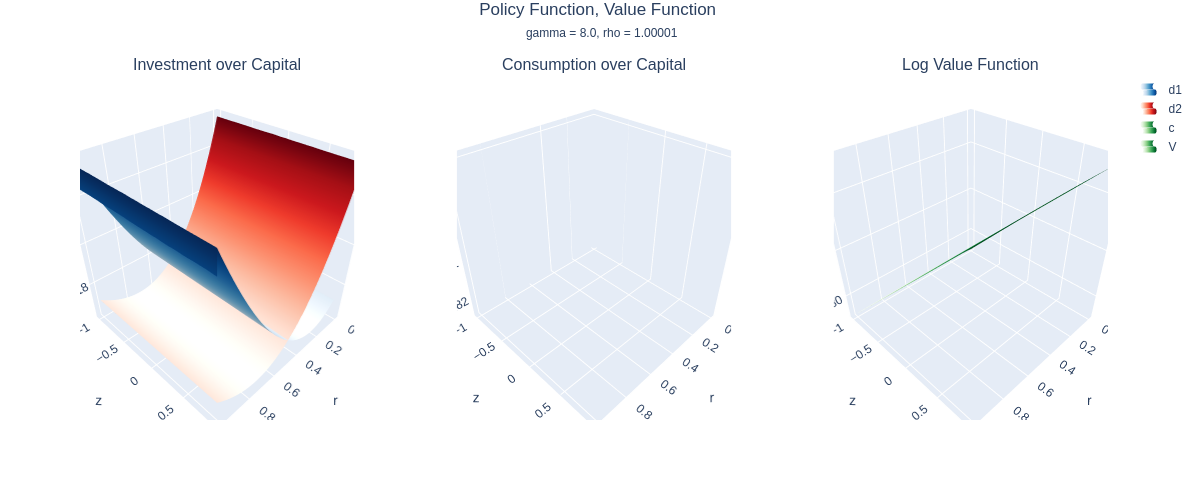 Policy Function, Value Function
gamma = 8.0, rho = 1.00001
Investment over Capital
Consumption over Capital
Log Value Function
d1
d2
c
V
−1
−0.5
0
0.5
z
0.2
0.4
0.6
0.8
r
82
−1
−0.5
0
0.5
z
0
0.2
0.4
0.6
0.8
r
−1
−0.5
0
0.5
z
0.2
0.4
0.6
0.8
r